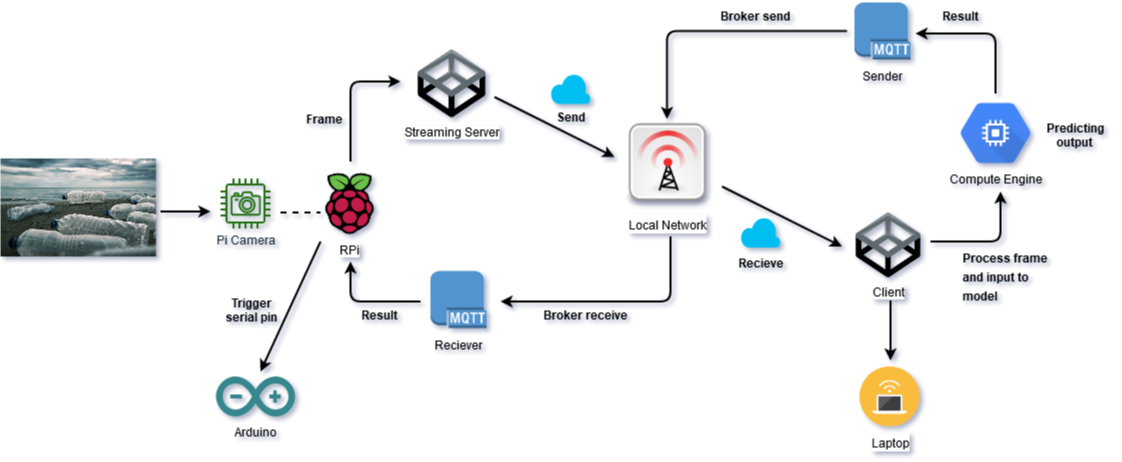 Broker send
Result
MQTT
Sender
Frame
Streaming Server
Send
Predicting
output
Compute Engine
Pi Camera
RPi
Local Network
Recieve
Client
Process frame
and input to
model
Trigger
serial pin
Result
MQTT
Broker receive
Reciever
Arduino
Laptop